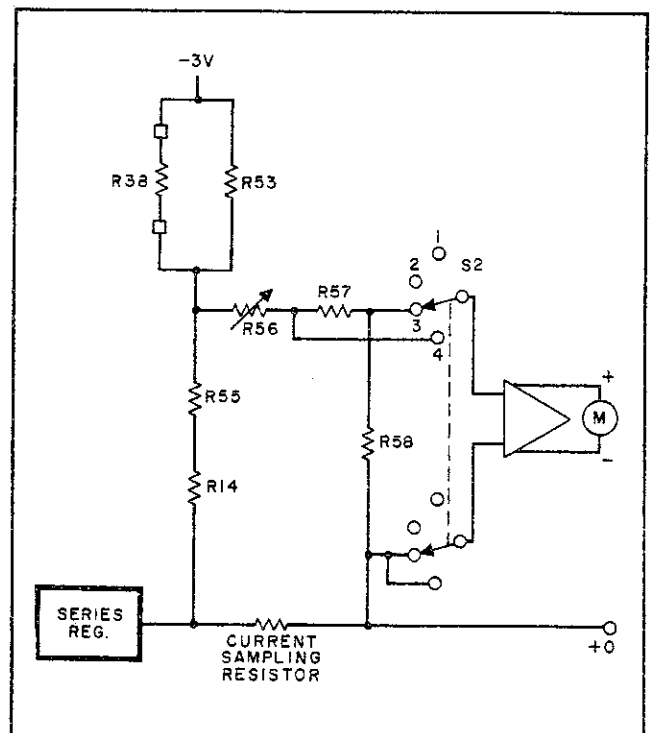 -3V
R38
R53
1
2
S2
R57
3
R56
4
R55
+
M
-
R58
R14
SERIES
REG.
CURRENT
SAMPLING
RESISTOR
+0